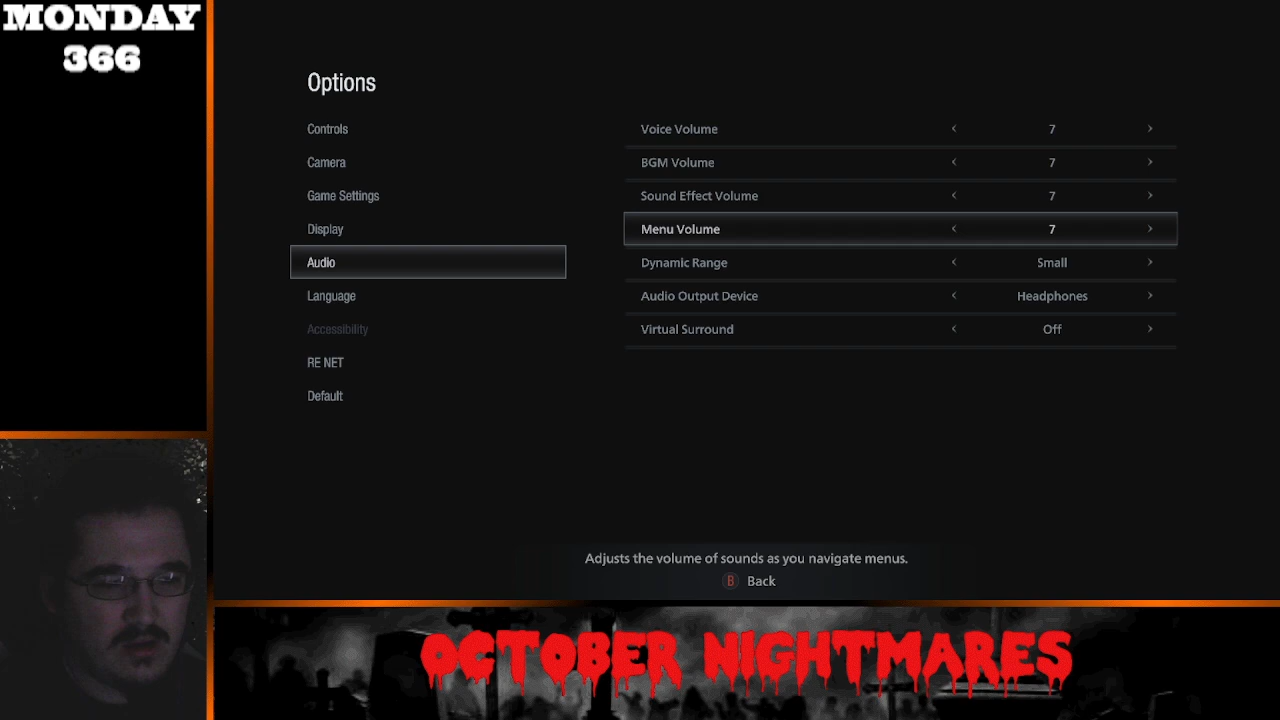 MONDAY
366
Options
Controls
Camera
Game Settings
Display
Audio
Language
Accessibility
RE NET
Default
Voice Volume ‹ 7 ›
BGM Volume ‹ 7 ›
Sound Effect Volume ‹ 7 ›
Menu Volume ‹ 7 ›
Dynamic Range ‹ Small ›
Audio Output Device ‹ Headphones ›
Virtual Surround ‹ Off ›
Adjusts the volume of sounds as you navigate menus.
B Back
OCTOBER NIGHTMARES